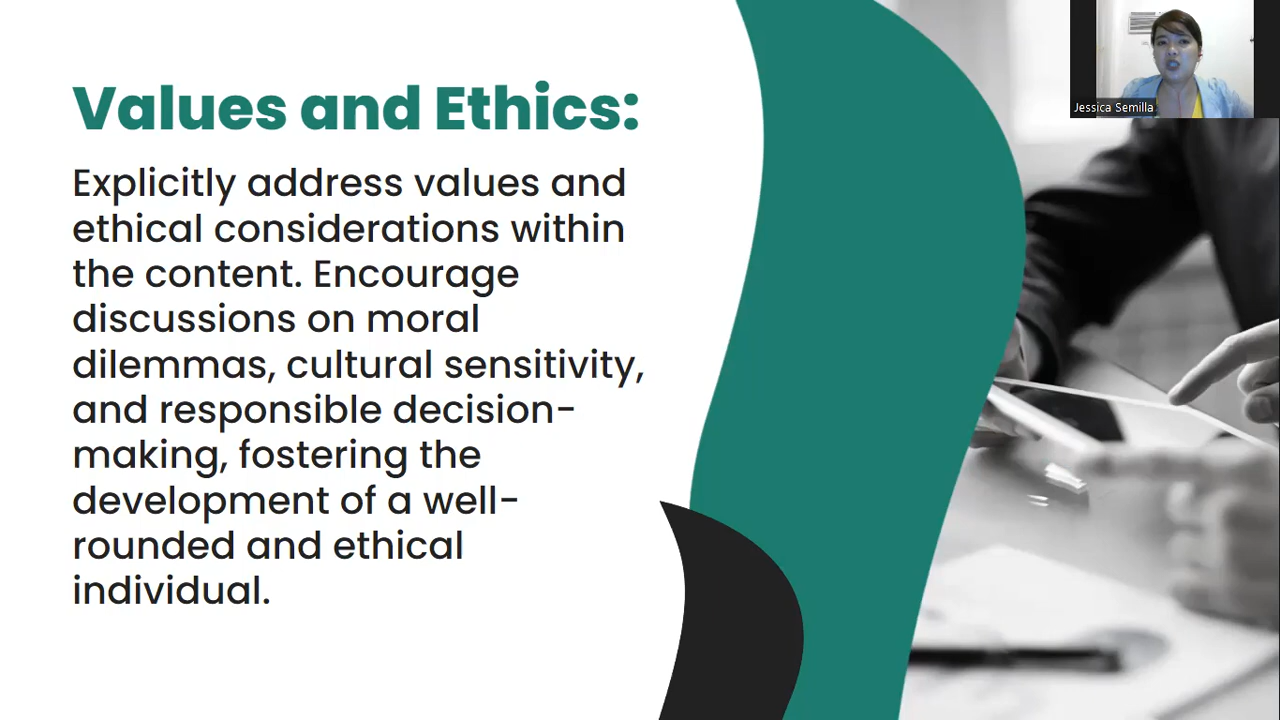 Values and Ethics:
Explicitly address values and
ethical considerations within
the content. Encourage
discussions on moral
dilemmas, cultural sensitivity,
and responsible decision-
making, fostering the
development of a well-
rounded and ethical
individual.
Jessica Semilla